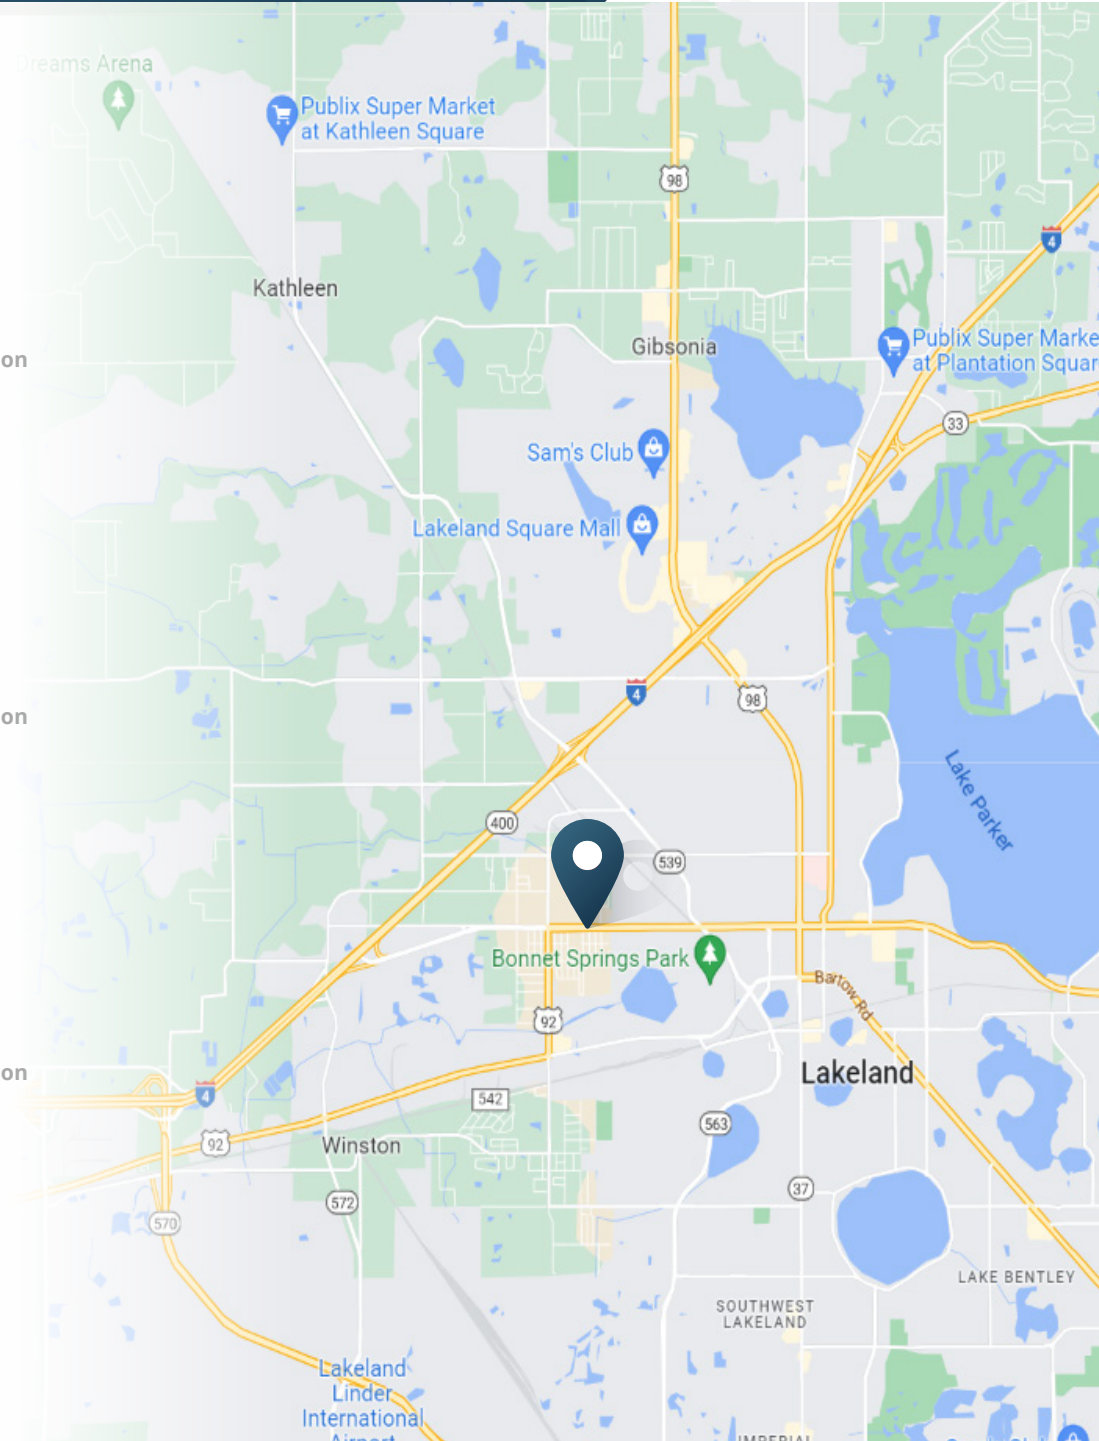 Dreams Arena
Publix Super Market
at Kathleen Square
98
4
Kathleen
Gibsonia
Publix Super Marke
at Plantation Squar
on
33
Sam's Club
Lakeland Square Mall
4
98
on
Lake Parker
400
539
Bonnet Springs Park
Bartow Rd
92
Lakeland
on
4
542
563
92
Winston
37
572
570
LAKE BENTLEY
SOUTHWEST
LAKELAND
Lakeland
Linder
International
Airport
IMPERIAL